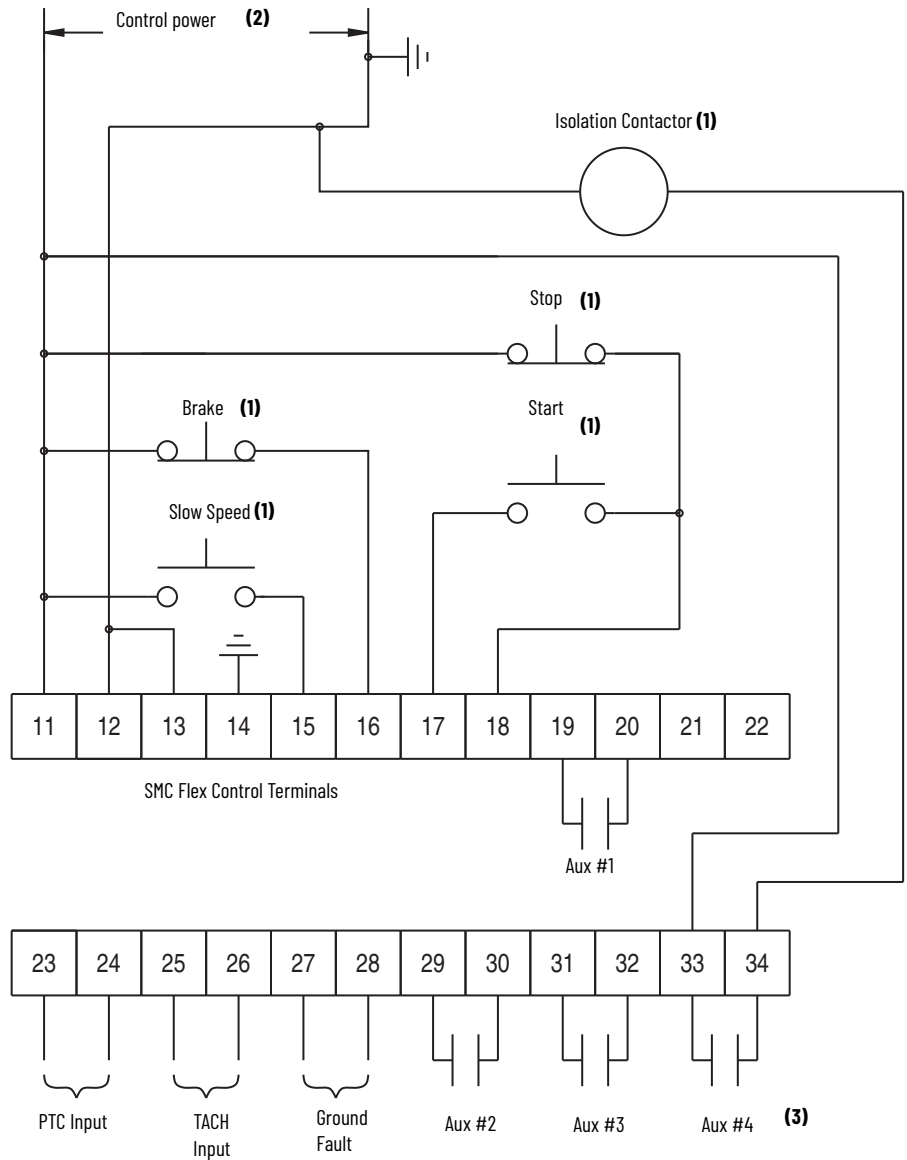 Control power (2)
Isolation Contactor (1)
Stop (1)
Brake (1)
Start
(1)
Slow Speed (1)
11 12 13 14 15 16 17 18 19 20 21 22
SMC Flex Control Terminals
Aux #1
23 24 25 26 27 28 29 30 31 32 33 34
PTC Input
TACH
Input
Ground
Fault
Aux #2
Aux #3
Aux #4 (3)